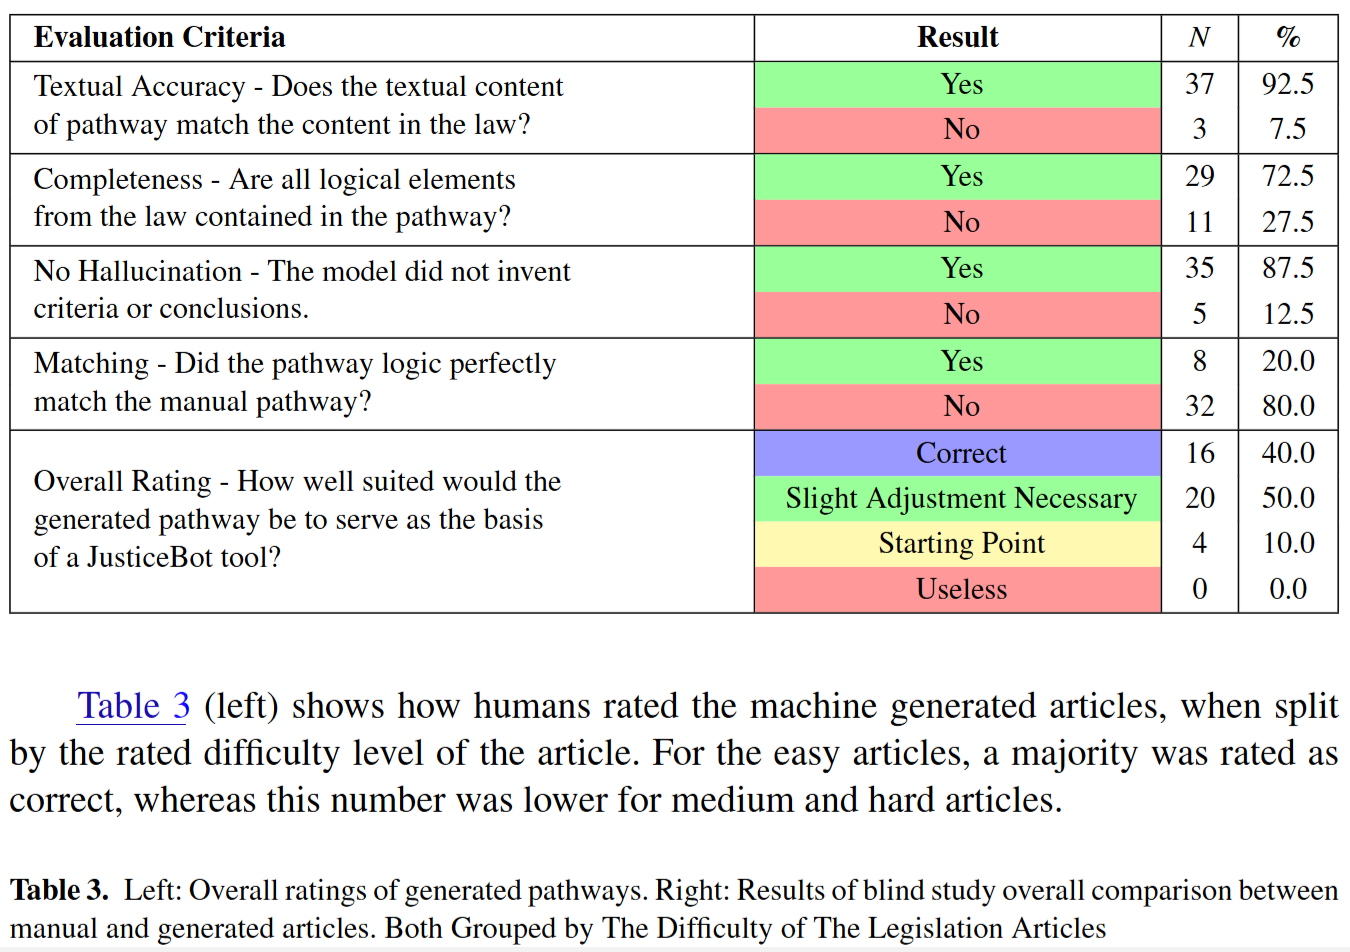 Evaluation Criteria Result N %
Textual Accuracy - Does the textual content Yes 37 92.5
of pathway match the content in the law? No 3 7.5
Completeness - Are all logical elements Yes 29 72.5
from the law contained in the pathway? No 11 27.5
No Hallucination - The model did not invent Yes 35 87.5
criteria or conclusions. No 5 12.5
Matching - Did the pathway logic perfectly Yes 8 20.0
match the manual pathway? No 32 80.0
Correct 16 40.0
Overall Rating - How well suited would the
generated pathway be to serve as the basis
of a JusticeBot tool?
Slight Adjustment Necessary 20 50.0
Starting Point 4 10.0
Useless 0 0.0
Table 3 (left) shows how humans rated the machine generated articles, when split
by the rated difficulty level of the article. For the easy articles, a majority was rated as
correct, whereas this number was lower for medium and hard articles.
Table 3. Left: Overall ratings of generated pathways. Right: Results of blind study overall comparison between
manual and generated articles. Both Grouped by The Difficulty of The Legislation Articles